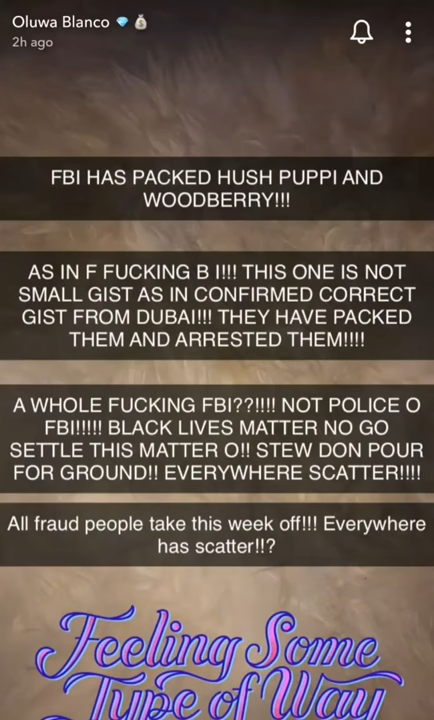 Oluwa Blanco 💎 💰
2h ago
FBI HAS PACKED HUSH PUPPI AND
WOODBERRY!!!
AS IN F FUCKING B I!!! THIS ONE IS NOT
SMALL GIST AS IN CONFIRMED CORRECT
GIST FROM DUBAI!!! THEY HAVE PACKED
THEM AND ARRESTED THEM!!!!
A WHOLE FUCKING FBI??!!!! NOT POLICE O
FBI!!!!! BLACK LIVES MATTER NO GO
SETTLE THIS MATTER O!! STEW DON POUR
FOR GROUND!! EVERYWHERE SCATTER!!!!
All fraud people take this week off!!! Everywhere
has scatter!!?
Feeling Some
Type of Way